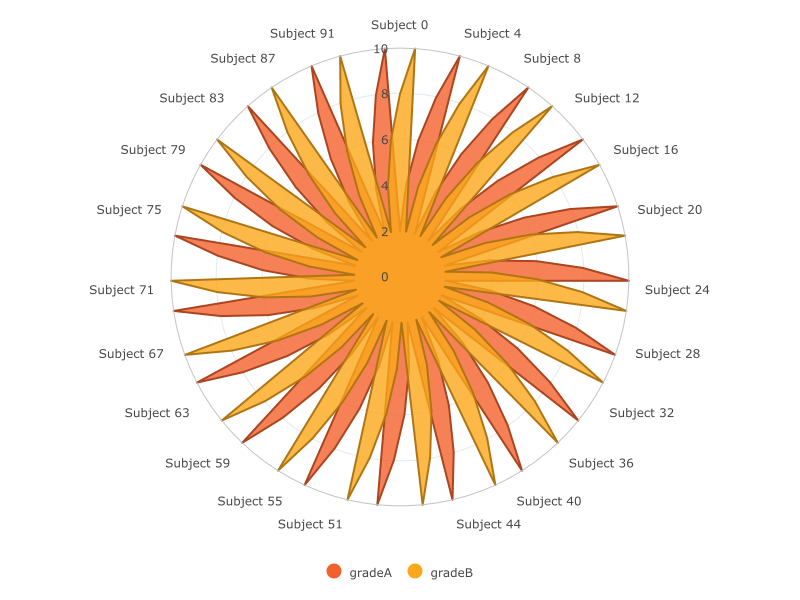 Subject 0
Subject 4
Subject 8
Subject 12
Subject 16
Subject 20
Subject 24
Subject 28
Subject 32
Subject 36
Subject 40
Subject 44
Subject 51
Subject 55
Subject 59
Subject 63
Subject 67
Subject 71
Subject 75
Subject 79
Subject 83
Subject 87
Subject 91
10
8
6
4
2
0
gradeA
gradeB